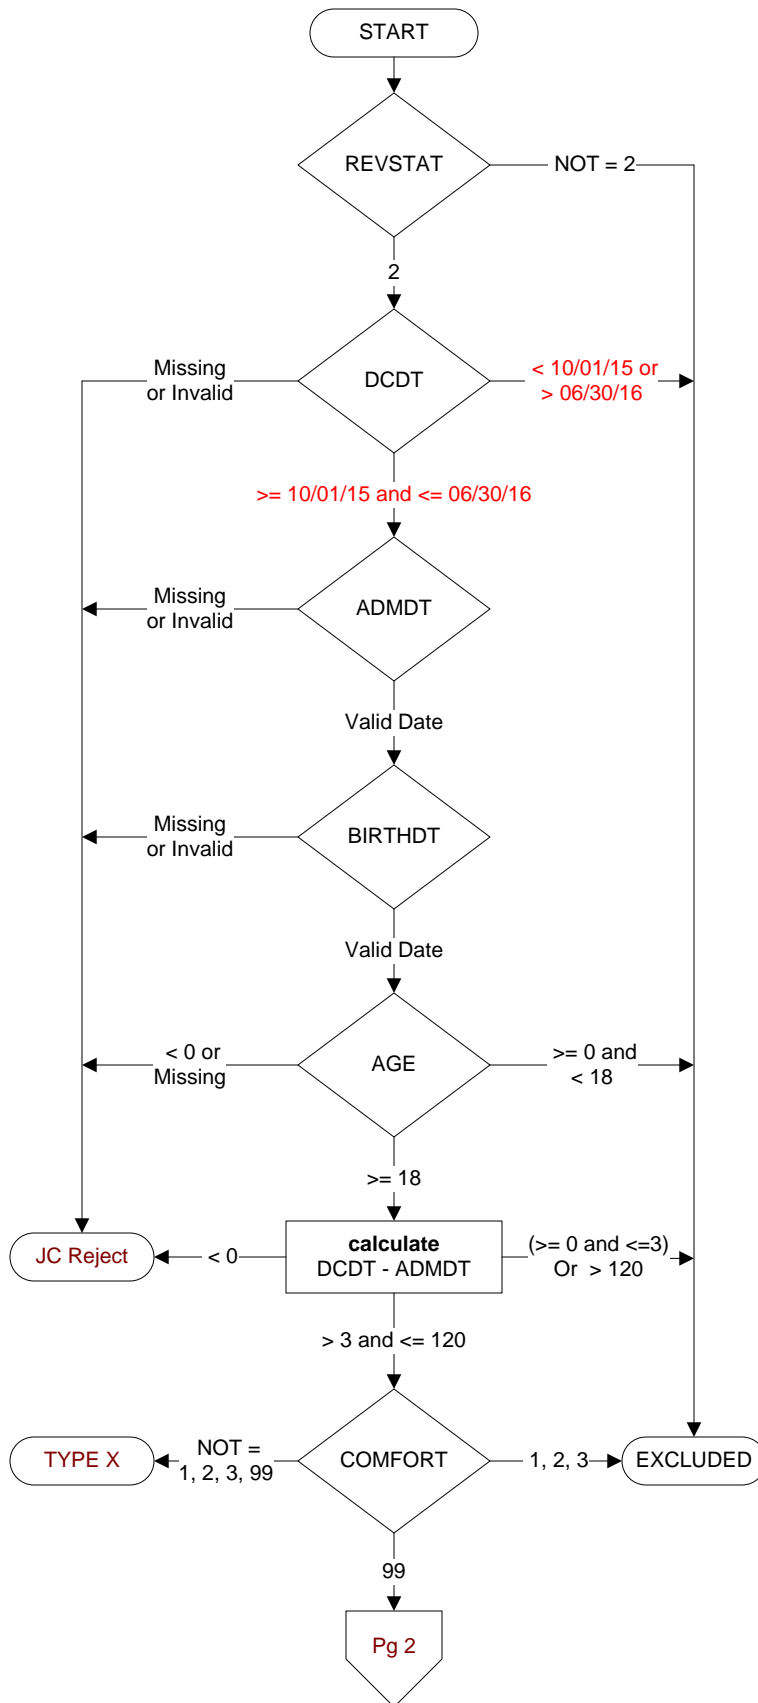 START
REVSTAT
NOT = 2
2
Missing
or Invalid
DCDT
< 10/01/15 or
> 06/30/16
>= 10/01/15 and <= 06/30/16
Missing
or Invalid
ADMDT
Valid Date
Missing
or Invalid
BIRTHDT
Valid Date
< 0 or
Missing
AGE
>= 0 and
< 18
>= 18
JC Reject
< 0
calculate
DCDT - ADMDT
(>= 0 and <=3)
Or > 120
> 3 and <= 120
TYPE X
NOT =
1, 2, 3, 99
COMFORT
1, 2, 3
EXCLUDED
99
Pg 2